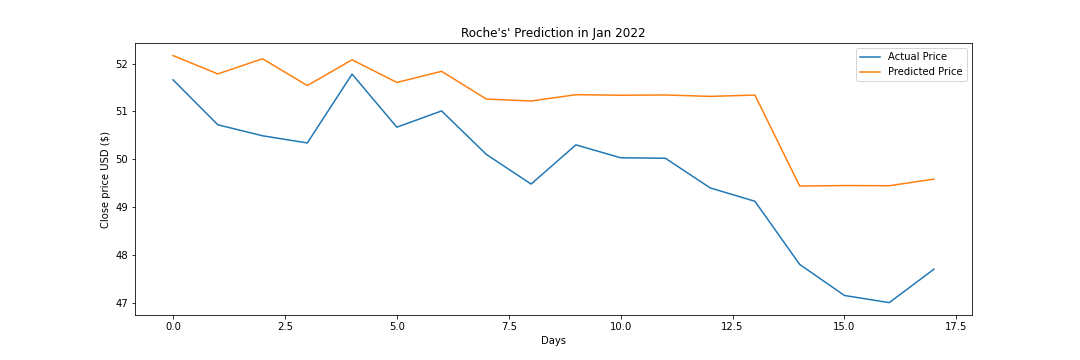 Roche's' Prediction in Jan 2022
Actual Price
Predicted Price
Close price USD ($)
52
51
50
49
48
47
0.0 2.5 5.0 7.5 10.0 12.5 15.0 17.5
Days